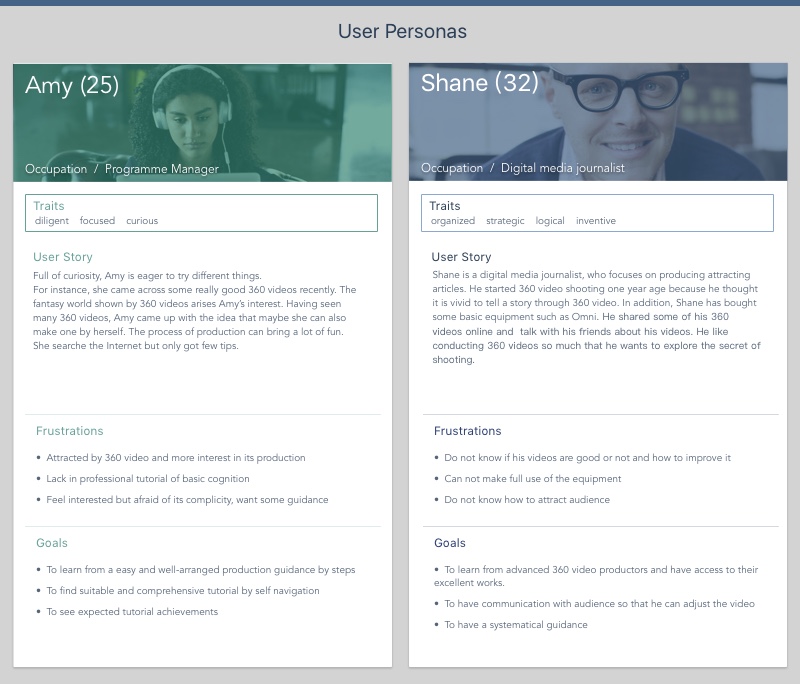 User Personas
Amy (25)
Occupation / Programme Manager
Traits
diligent focused curious
User Story
Full of curiosity, Amy is eager to try different things.
For instance, she came across some really good 360 videos recently. The
fantasy world shown by 360 videos arises Amy's interest. Having seen
many 360 videos, Amy came up with the idea that maybe she can also
make one by herself. The process of production can bring a lot of fun.
She searche the Internet but only got few tips.
Frustrations
• Attracted by 360 video and more interest in its production
• Lack in professional tutorial of basic cognition
• Feel interested but afraid of its complicity, want some guidance
Goals
• To learn from a easy and well-arranged production guidance by steps
• To find suitable and comprehensive tutorial by self navigation
• To see expected tutorial achievements
Shane (32)
Occupation / Digital media journalist
Traits
organized strategic logical inventive
User Story
Shane is a digital media journalist, who focuses on producing attracting
articles. He started 360 video shooting one year age because he thought
it is vivid to tell a story through 360 video. In addition, Shane has bought
some basic equipment such as Omni. He shared some of his 360
videos online and talk with his friends about his videos. He like
conducting 360 videos so much that he wants to explore the secret of
shooting.
Frustrations
• Do not know if his videos are good or not and how to improve it
• Can not make full use of the equipment
• Do not know how to attract audience
Goals
• To learn from advanced 360 video productors and have access to their
excellent works.
• To have communication with audience so that he can adjust the video
• To have a systematical guidance